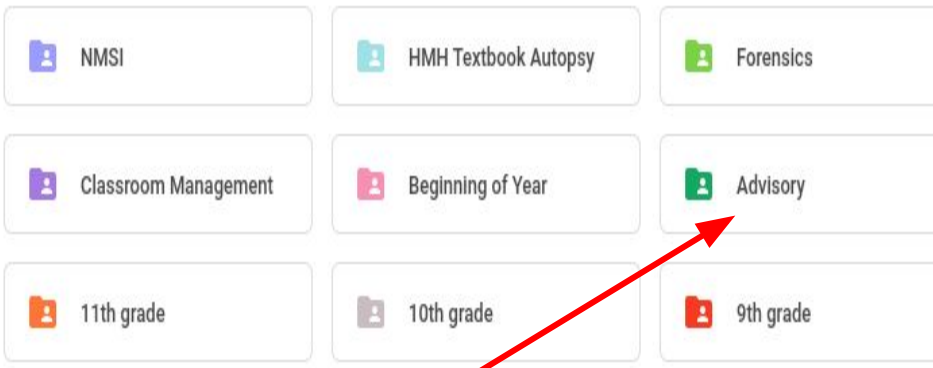 NMSI
HMH Textbook Autopsy
Forensics
Classroom Management
Beginning of Year
Advisory
11th grade
10th grade
9th grade